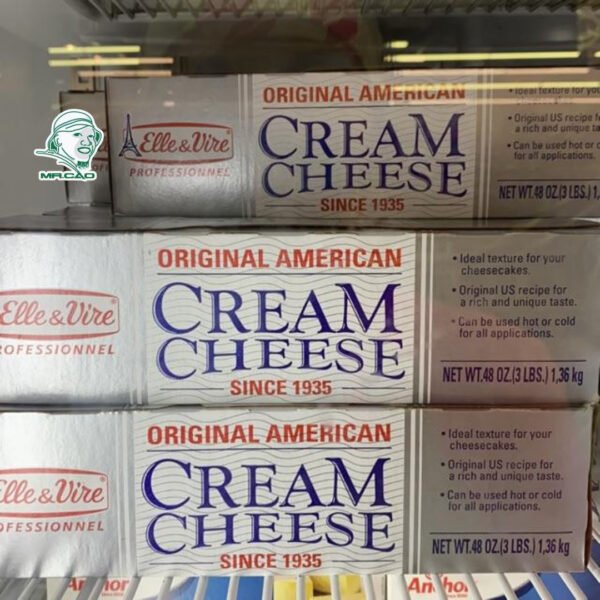 MR.CAO
Elle & Vire
PROFESSIONNEL
ORIGINAL AMERICAN
CREAM
CHEESE
SINCE 1935
• Ideal texture for you
• Original US recipe f
a rich and unique ta
• Can be used hot or c
for all applications.
NET WT.48 OZ.(3 LBS.) 1,
Elle & Vire
OFESSIONNEL
ORIGINAL AMERICAN
CREAM
CHEESE
SINCE 1935
• Ideal texture for your
cheesecakes.
• Original US recipe for
a rich and unique taste.
• Can be used hot or cold
for all applications.
NET WT.48 OZ.(3 LBS.) 1,36 kg
Elle & Vire
OFESSIONNEL
ORIGINAL AMERICAN
CREAM
CHEESE
SINCE 1935
• Ideal texture for your
cheesecakes.
• Original US recipe for
a rich and unique taste.
• Can be used hot or cold
for all applications.
NET WT.48 OZ.(3 LBS.) 1,36 kg
Anchor